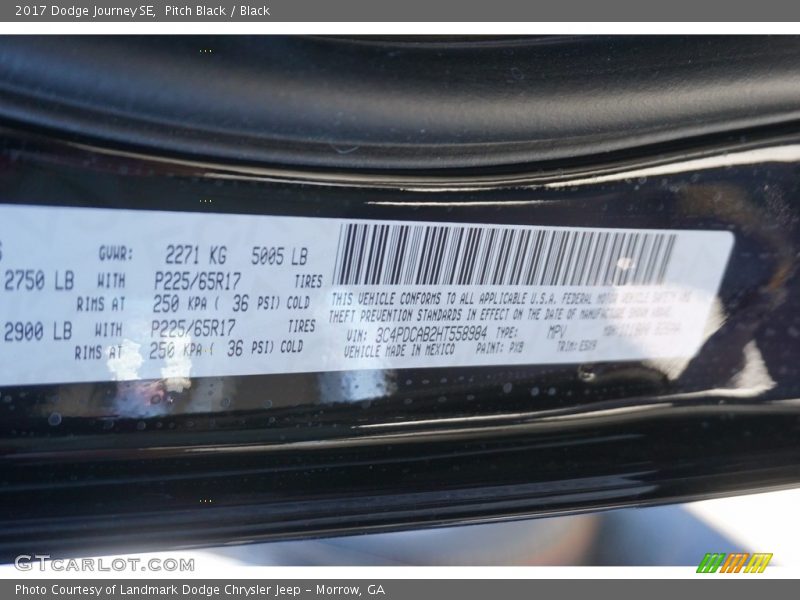 2017 Dodge Journey SE, Pitch Black / Black
GVWR: 2271 KG 5005 LB
2750 LB WITH P225/65R17 TIRES
RIMS AT 250 KPA ( 36 PSI) COLD
2900 LB WITH P225/65R17 TIRES
RIMS AT 250 KPA ( 36 PSI) COLD
THIS VEHICLE CONFORMS TO ALL APPLICABLE U.S.A. FEDERAL MOTOR VEHICLE SAFETY AND
THEFT PREVENTION STANDARDS IN EFFECT ON THE DATE OF MANUFACTURE SHOWN ABOVE.
VIN: 3C4PDCAB2HT558984 TYPE: MPV
VEHICLE MADE IN MEXICO PAINT: PX9 TRIM: E5X9
GTCARLOT.COM
Photo Courtesy of Landmark Dodge Chrysler Jeep – Morrow, GA